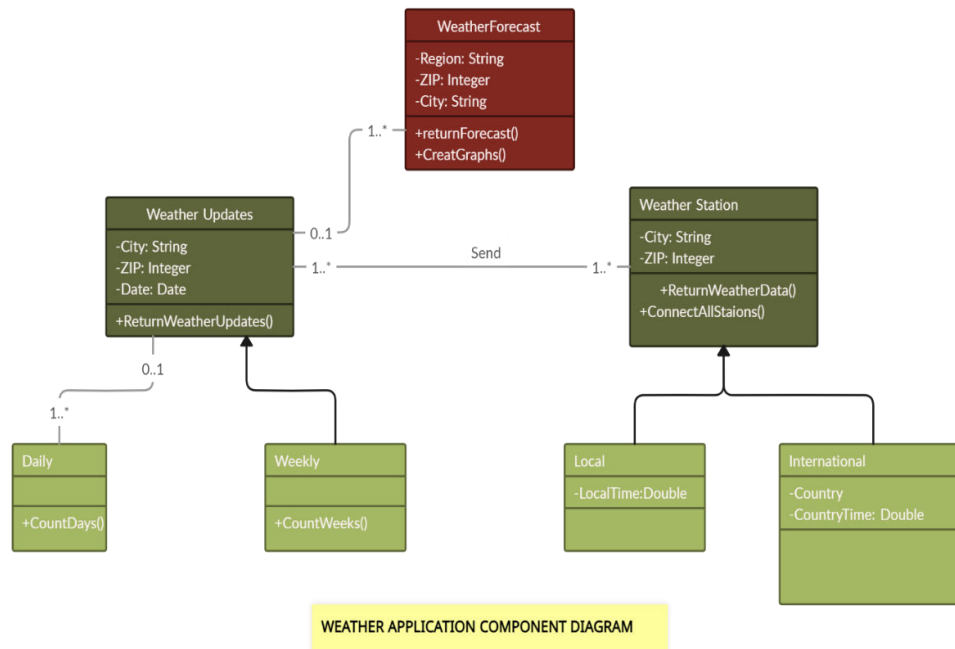 WeatherForecast
-Region: String
-ZIP: Integer
-City: String
+returnForecast()
+CreatGraphs()
1..*
0..1
Weather Updates
-City: String
-ZIP: Integer
-Date: Date
+ReturnWeatherUpdates()
1..*
Send
1..*
Weather Station
-City: String
-ZIP: Integer
+ReturnWeatherData()
+ConnectAllStaions()
0..1
1..*
Daily
+CountDays()
Weekly
+CountWeeks()
Local
-LocalTime:Double
International
-Country
-CountryTime: Double
WEATHER APPLICATION COMPONENT DIAGRAM